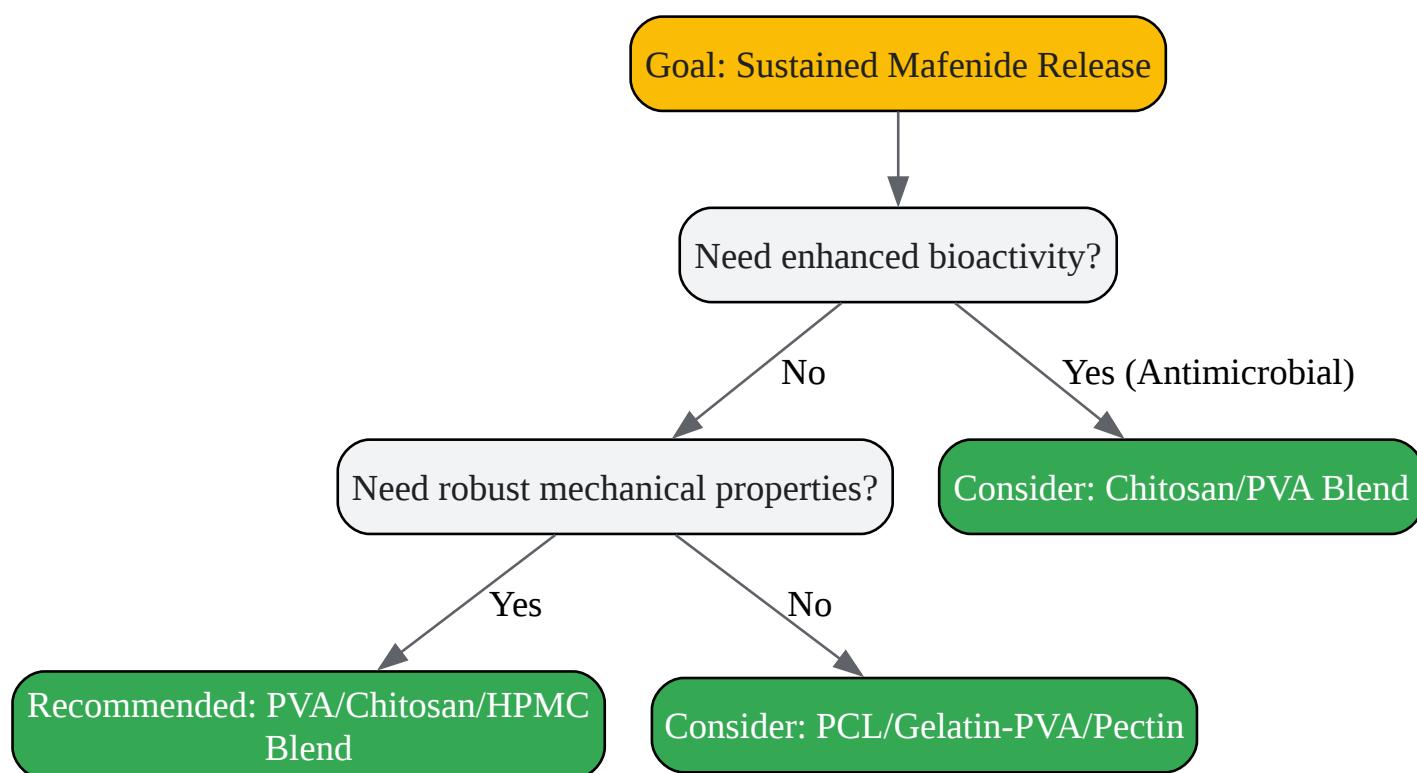 Goal: Sustained Mafenide Release
Need enhanced bioactivity?
No
Yes (Antimicrobial)
Need robust mechanical properties?
Consider: Chitosan/PVA Blend
Yes
No
Recommended: PVA/Chitosan/HPMC
Blend
Consider: PCL/Gelatin-PVA/Pectin